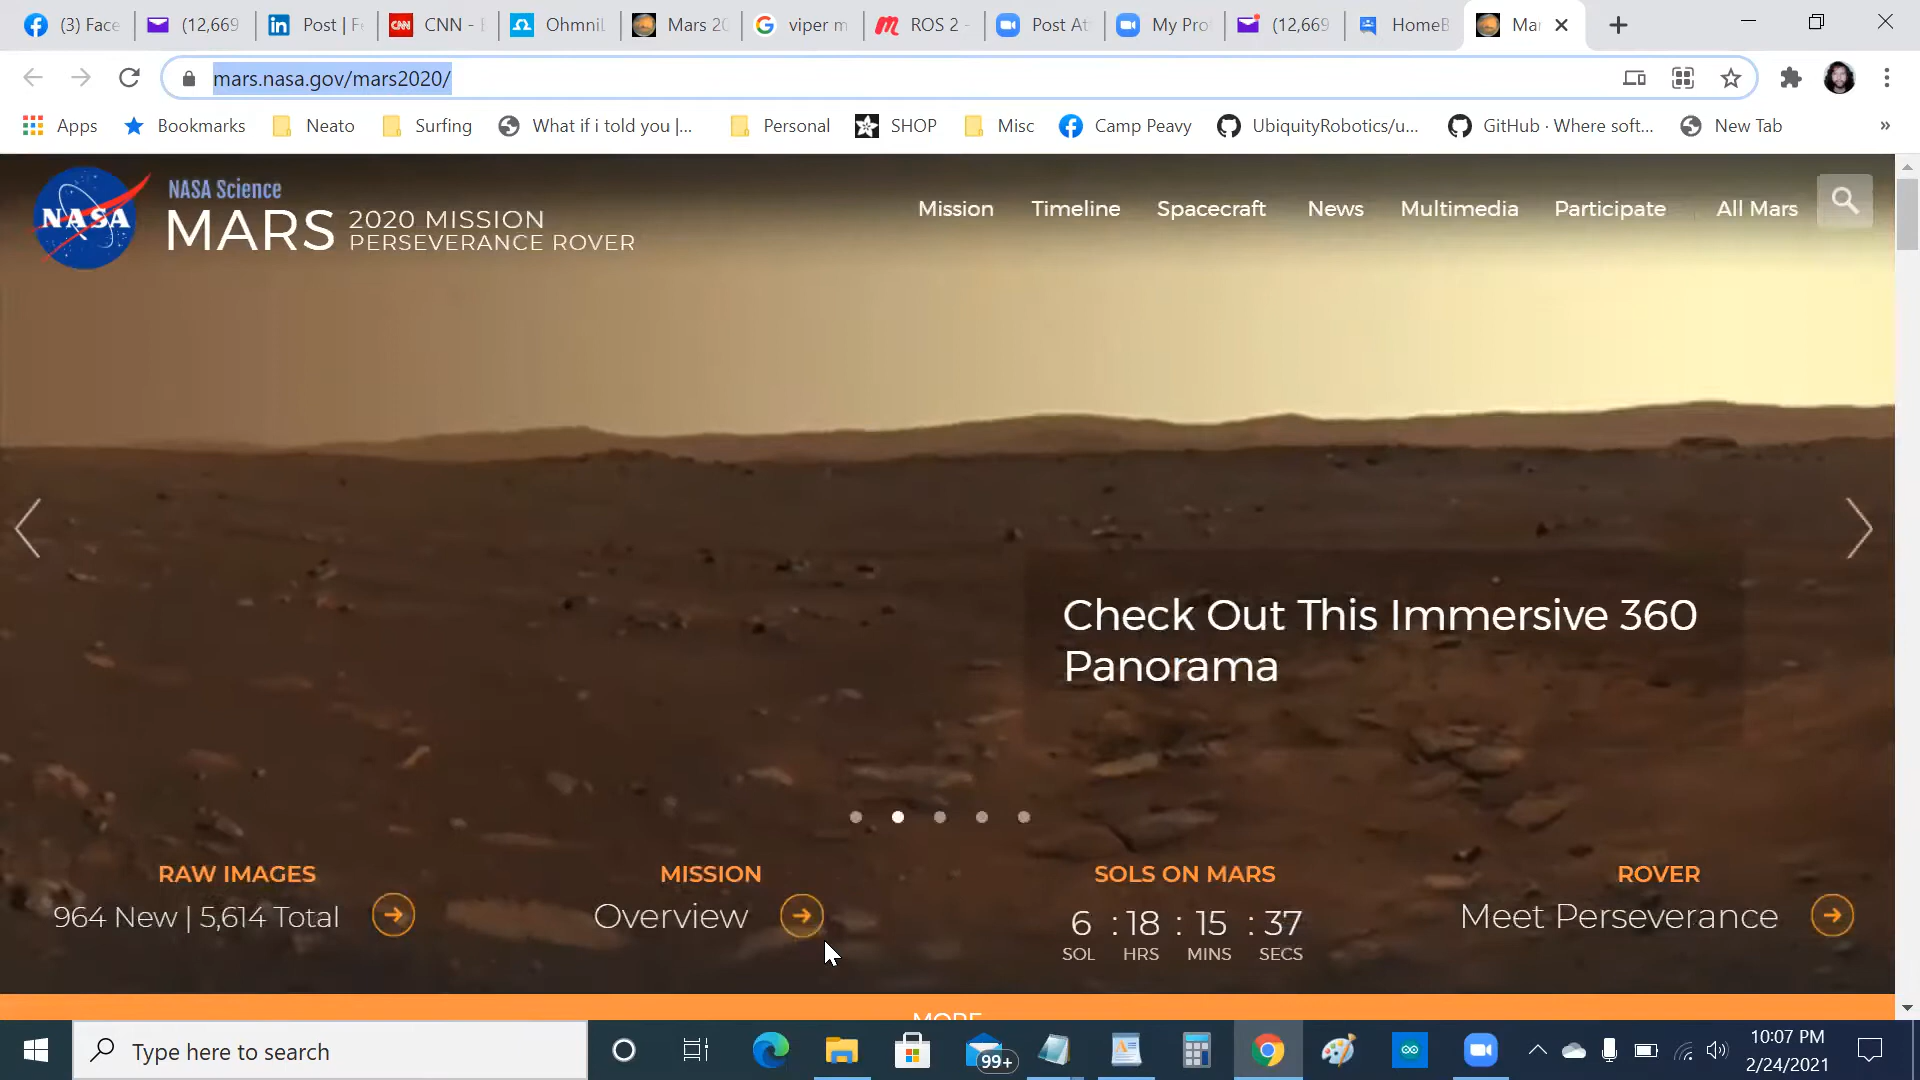 (3) Face
(12,669
Post | F
CNN - E
Ohmnil
Mars 20
viper m
ROS 2 -
Post At
My Pro
(12,669
HomeB
Mar
mars.nasa.gov/mars2020/
Apps
Bookmarks
Neato
Surfing
What if i told you |...
Personal
SHOP
Misc
Camp Peavy
UbiquityRobotics/u...
GitHub · Where soft...
New Tab
»
NASA
NASA Science
MARS 2020 MISSION
PERSEVERANCE ROVER
Mission
Timeline
Spacecraft
News
Multimedia
Participate
All Mars
Check Out This Immersive 360
Panorama
RAW IMAGES
964 New | 5,614 Total
MISSION
Overview
SOLS ON MARS
6 : 18 : 15 : 37
SOL HRS MINS SECS
ROVER
Meet Perseverance
MORE
Type here to search
99+
10:07 PM
2/24/2021